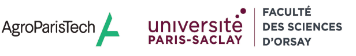 AgroParisTech
université
PARIS-SACLAY
FACULTÉ
DES SCIENCES
D'ORSAY